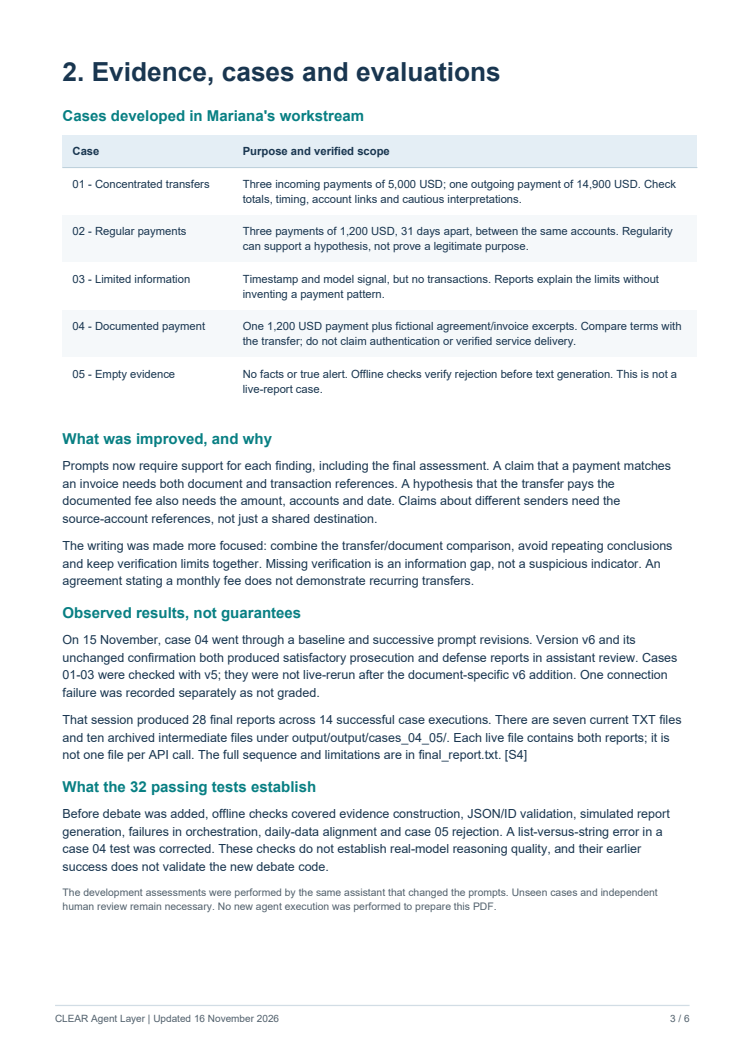 2. Evidence, cases and evaluations
Cases developed in Mariana's workstream
Case Purpose and verified scope
01 - Concentrated transfers Three incoming payments of 5,000 USD; one outgoing payment of 14,900 USD. Check
totals, timing, account links and cautious interpretations.
02 - Regular payments Three payments of 1,200 USD, 31 days apart, between the same accounts. Regularity
can support a hypothesis, not prove a legitimate purpose.
03 - Limited information Timestamp and model signal, but no transactions. Reports explain the limits without
inventing a payment pattern.
04 - Documented payment One 1,200 USD payment plus fictional agreement/invoice excerpts. Compare terms with
the transfer; do not claim authentication or verified service delivery.
05 - Empty evidence No facts or true alert. Offline checks verify rejection before text generation. This is not a
live-report case.
What was improved, and why
Prompts now require support for each finding, including the final assessment. A claim that a payment matches
an invoice needs both document and transaction references. A hypothesis that the transfer pays the
documented fee also needs the amount, accounts and date. Claims about different senders need the
source-account references, not just a shared destination.
The writing was made more focused: combine the transfer/document comparison, avoid repeating conclusions
and keep verification limits together. Missing verification is an information gap, not a suspicious indicator. An
agreement stating a monthly fee does not demonstrate recurring transfers.
Observed results, not guarantees
On 15 November, case 04 went through a baseline and successive prompt revisions. Version v6 and its
unchanged confirmation both produced satisfactory prosecution and defense reports in assistant review. Cases
01-03 were checked with v5; they were not live-rerun after the document-specific v6 addition. One connection
failure was recorded separately as not graded.
That session produced 28 final reports across 14 successful case executions. There are seven current TXT files
and ten archived intermediate files under output/output/cases_04_05/. Each live file contains both reports; it is
not one file per API call. The full sequence and limitations are in final_report.txt. [S4]
What the 32 passing tests establish
Before debate was added, offline checks covered evidence construction, JSON/ID validation, simulated report
generation, failures in orchestration, daily-data alignment and case 05 rejection. A list-versus-string error in a
case 04 test was corrected. These checks do not establish real-model reasoning quality, and their earlier
success does not validate the new debate code.
The development assessments were performed by the same assistant that changed the prompts. Unseen cases and independent
human review remain necessary. No new agent execution was performed to prepare this PDF.
CLEAR Agent Layer | Updated 16 November 2026 3 / 6